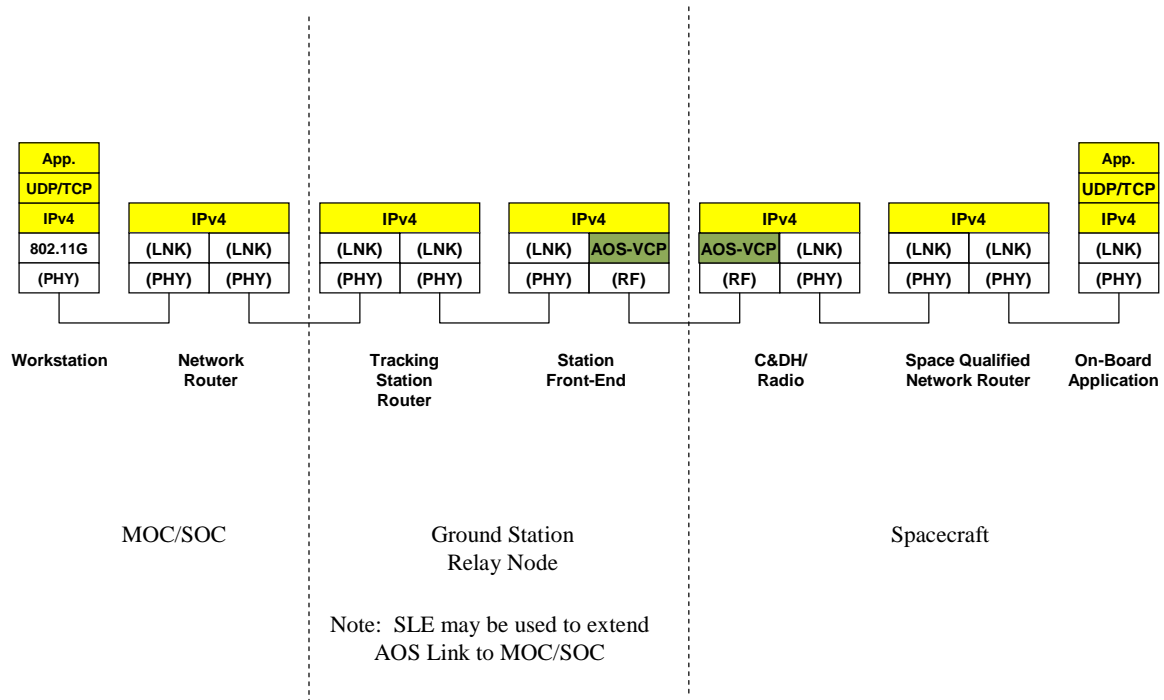 App.
UDP/TCP
IPv4
802.11G
(PHY)
IPv4
(LNK) (LNK)
(PHY) (PHY)
IPv4
(LNK) (LNK)
(PHY) (PHY)
IPv4
(LNK) AOS-VCP
(PHY) (RF)
IPv4
AOS-VCP (LNK)
(RF) (PHY)
IPv4
(LNK) (LNK)
(PHY) (PHY)
App.
UDP/TCP
IPv4
(LNK)
(PHY)
Workstation
Network
Router
Tracking
Station
Router
Station
Front-End
C&DH/
Radio
Space Qualified
Network Router
On-Board
Application
MOC/SOC
Ground Station
Relay Node
Spacecraft
Note: SLE may be used to extend
AOS Link to MOC/SOC